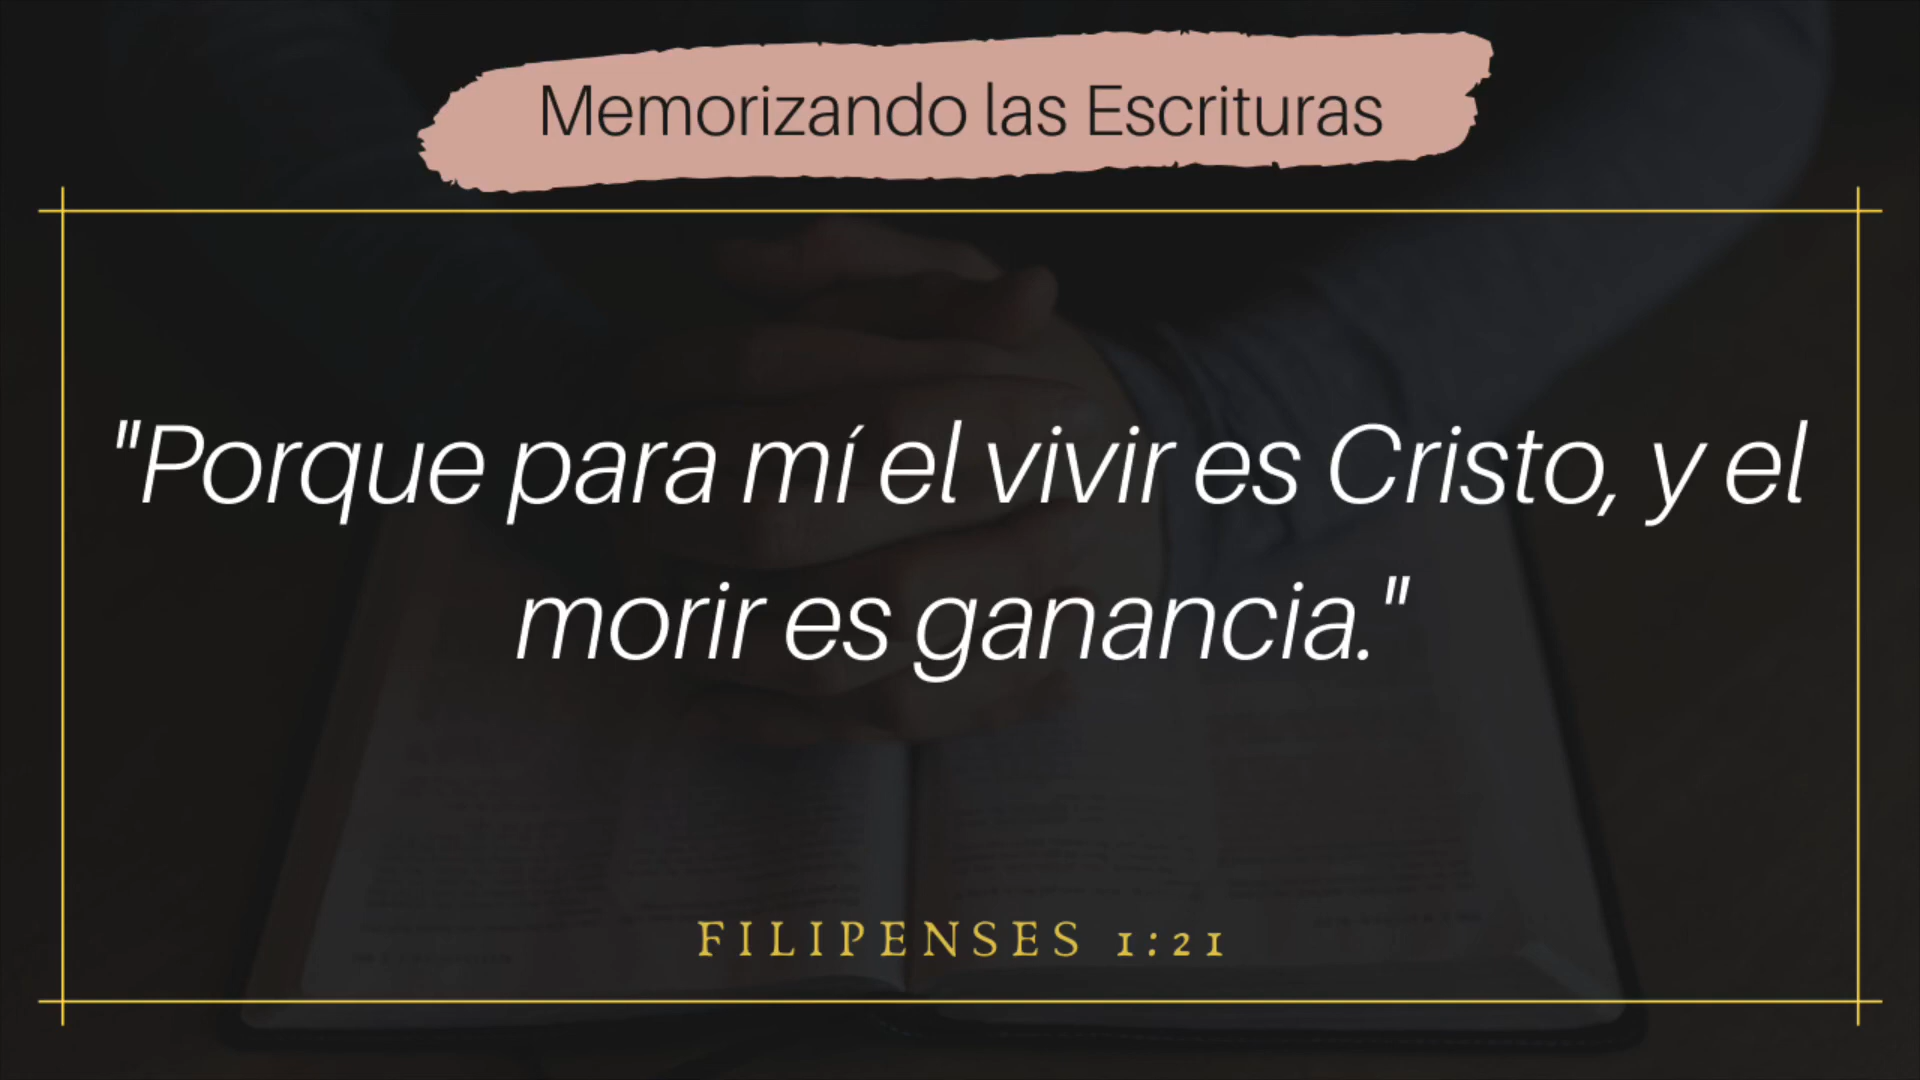 Memorizando las Escrituras
"Porque para mí el vivir es Cristo, y el
morir es ganancia."
FILIPENSES 1:21